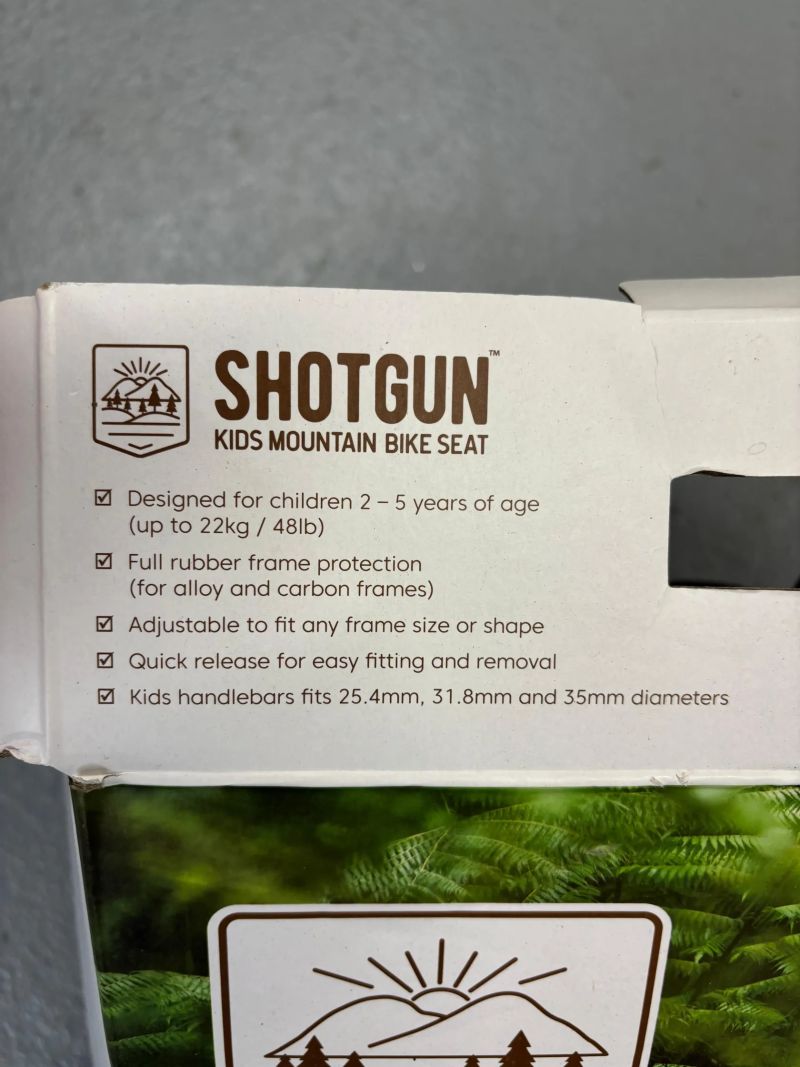 SHOTGUN™
KIDS MOUNTAIN BIKE SEAT
☑ Designed for children 2 – 5 years of age
(up to 22kg / 48lb)
☑ Full rubber frame protection
(for alloy and carbon frames)
☑ Adjustable to fit any frame size or shape
☑ Quick release for easy fitting and removal
☑ Kids handlebars fits 25.4mm, 31.8mm and 35mm diameters